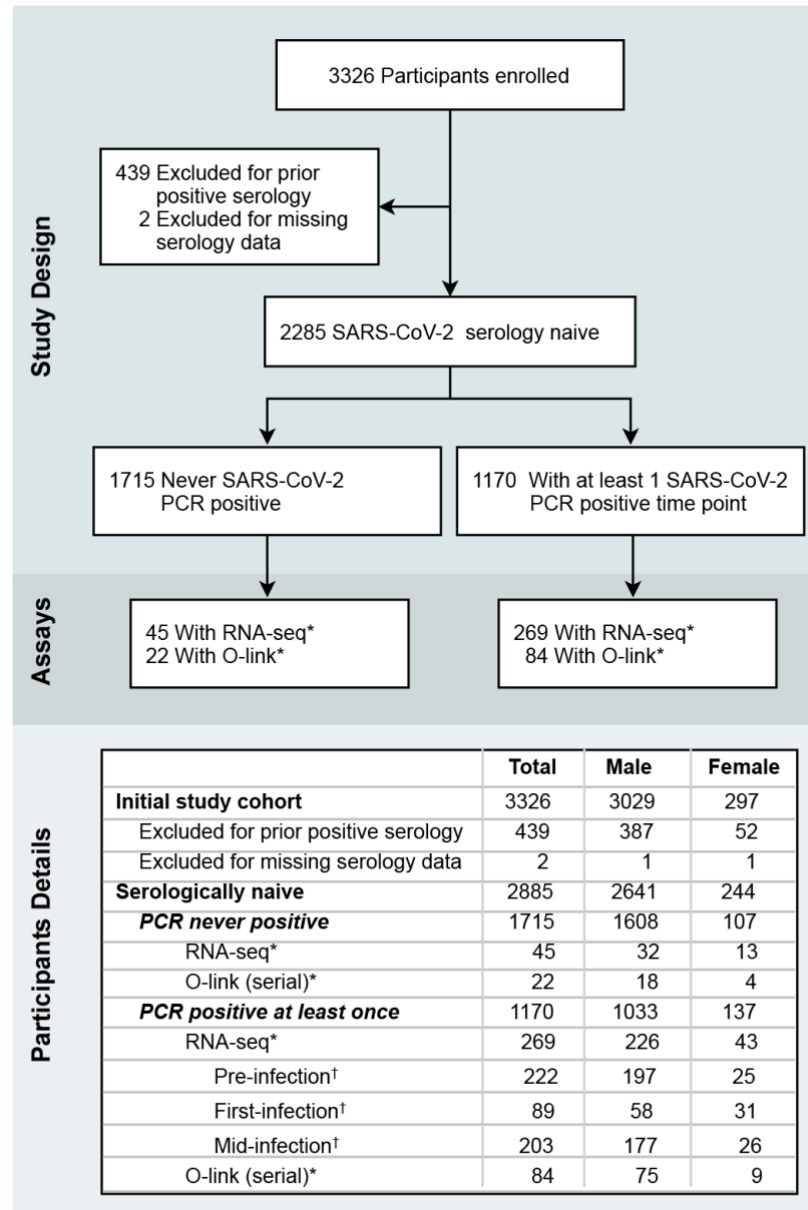 3326 Participants enrolled
439 Excluded for prior
positive serology
2 Excluded for missing
serology data
2285 SARS-CoV-2 serology naive
1715 Never SARS-CoV-2
PCR positive
1170 With at least 1 SARS-CoV-2
PCR positive time point
Study Design
45 With RNA-seq*
22 With O-link*
269 With RNA-seq*
84 With O-link*
Assays
Total Male Female
Initial study cohort 3326 3029 297
Excluded for prior positive serology 439 387 52
Excluded for missing serology data 2 1 1
Serologically naive 2885 2641 244
PCR never positive 1715 1608 107
RNA-seq* 45 32 13
O-link (serial)* 22 18 4
PCR positive at least once 1170 1033 137
RNA-seq* 269 226 43
Pre-infection† 222 197 25
First-infection† 89 58 31
Mid-infection† 203 177 26
O-link (serial)* 84 75 9
Participants Details